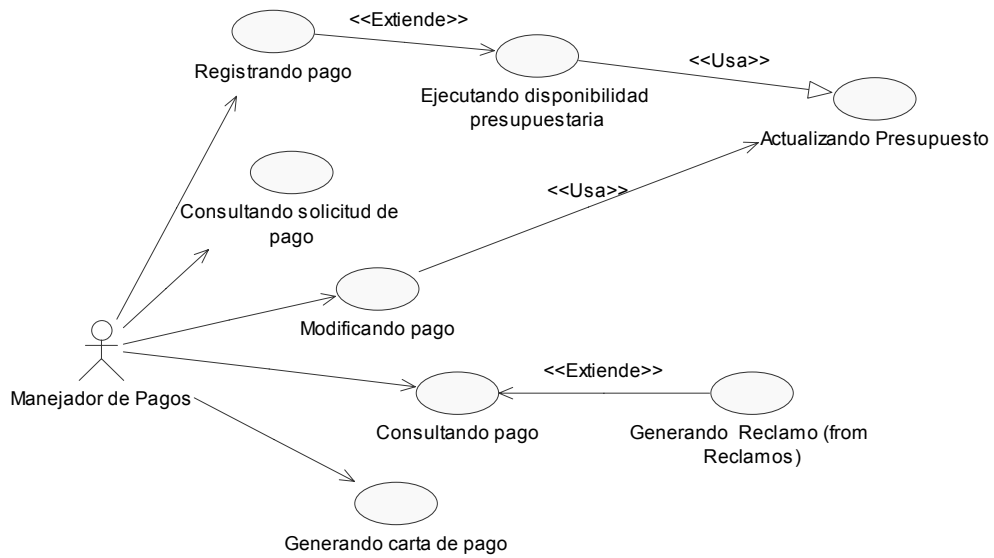 <<Extiende>>
Registrando pago
<<Usa>>
Ejecutando disponibilidad
presupuestaria
Actualizando Presupuesto
<<Usa>>
Consultando solicitud de
pago
Modificando pago
Manejador de Pagos
<<Extiende>>
Consultando pago
Generando  Reclamo (from
Reclamos)
Generando carta de pago